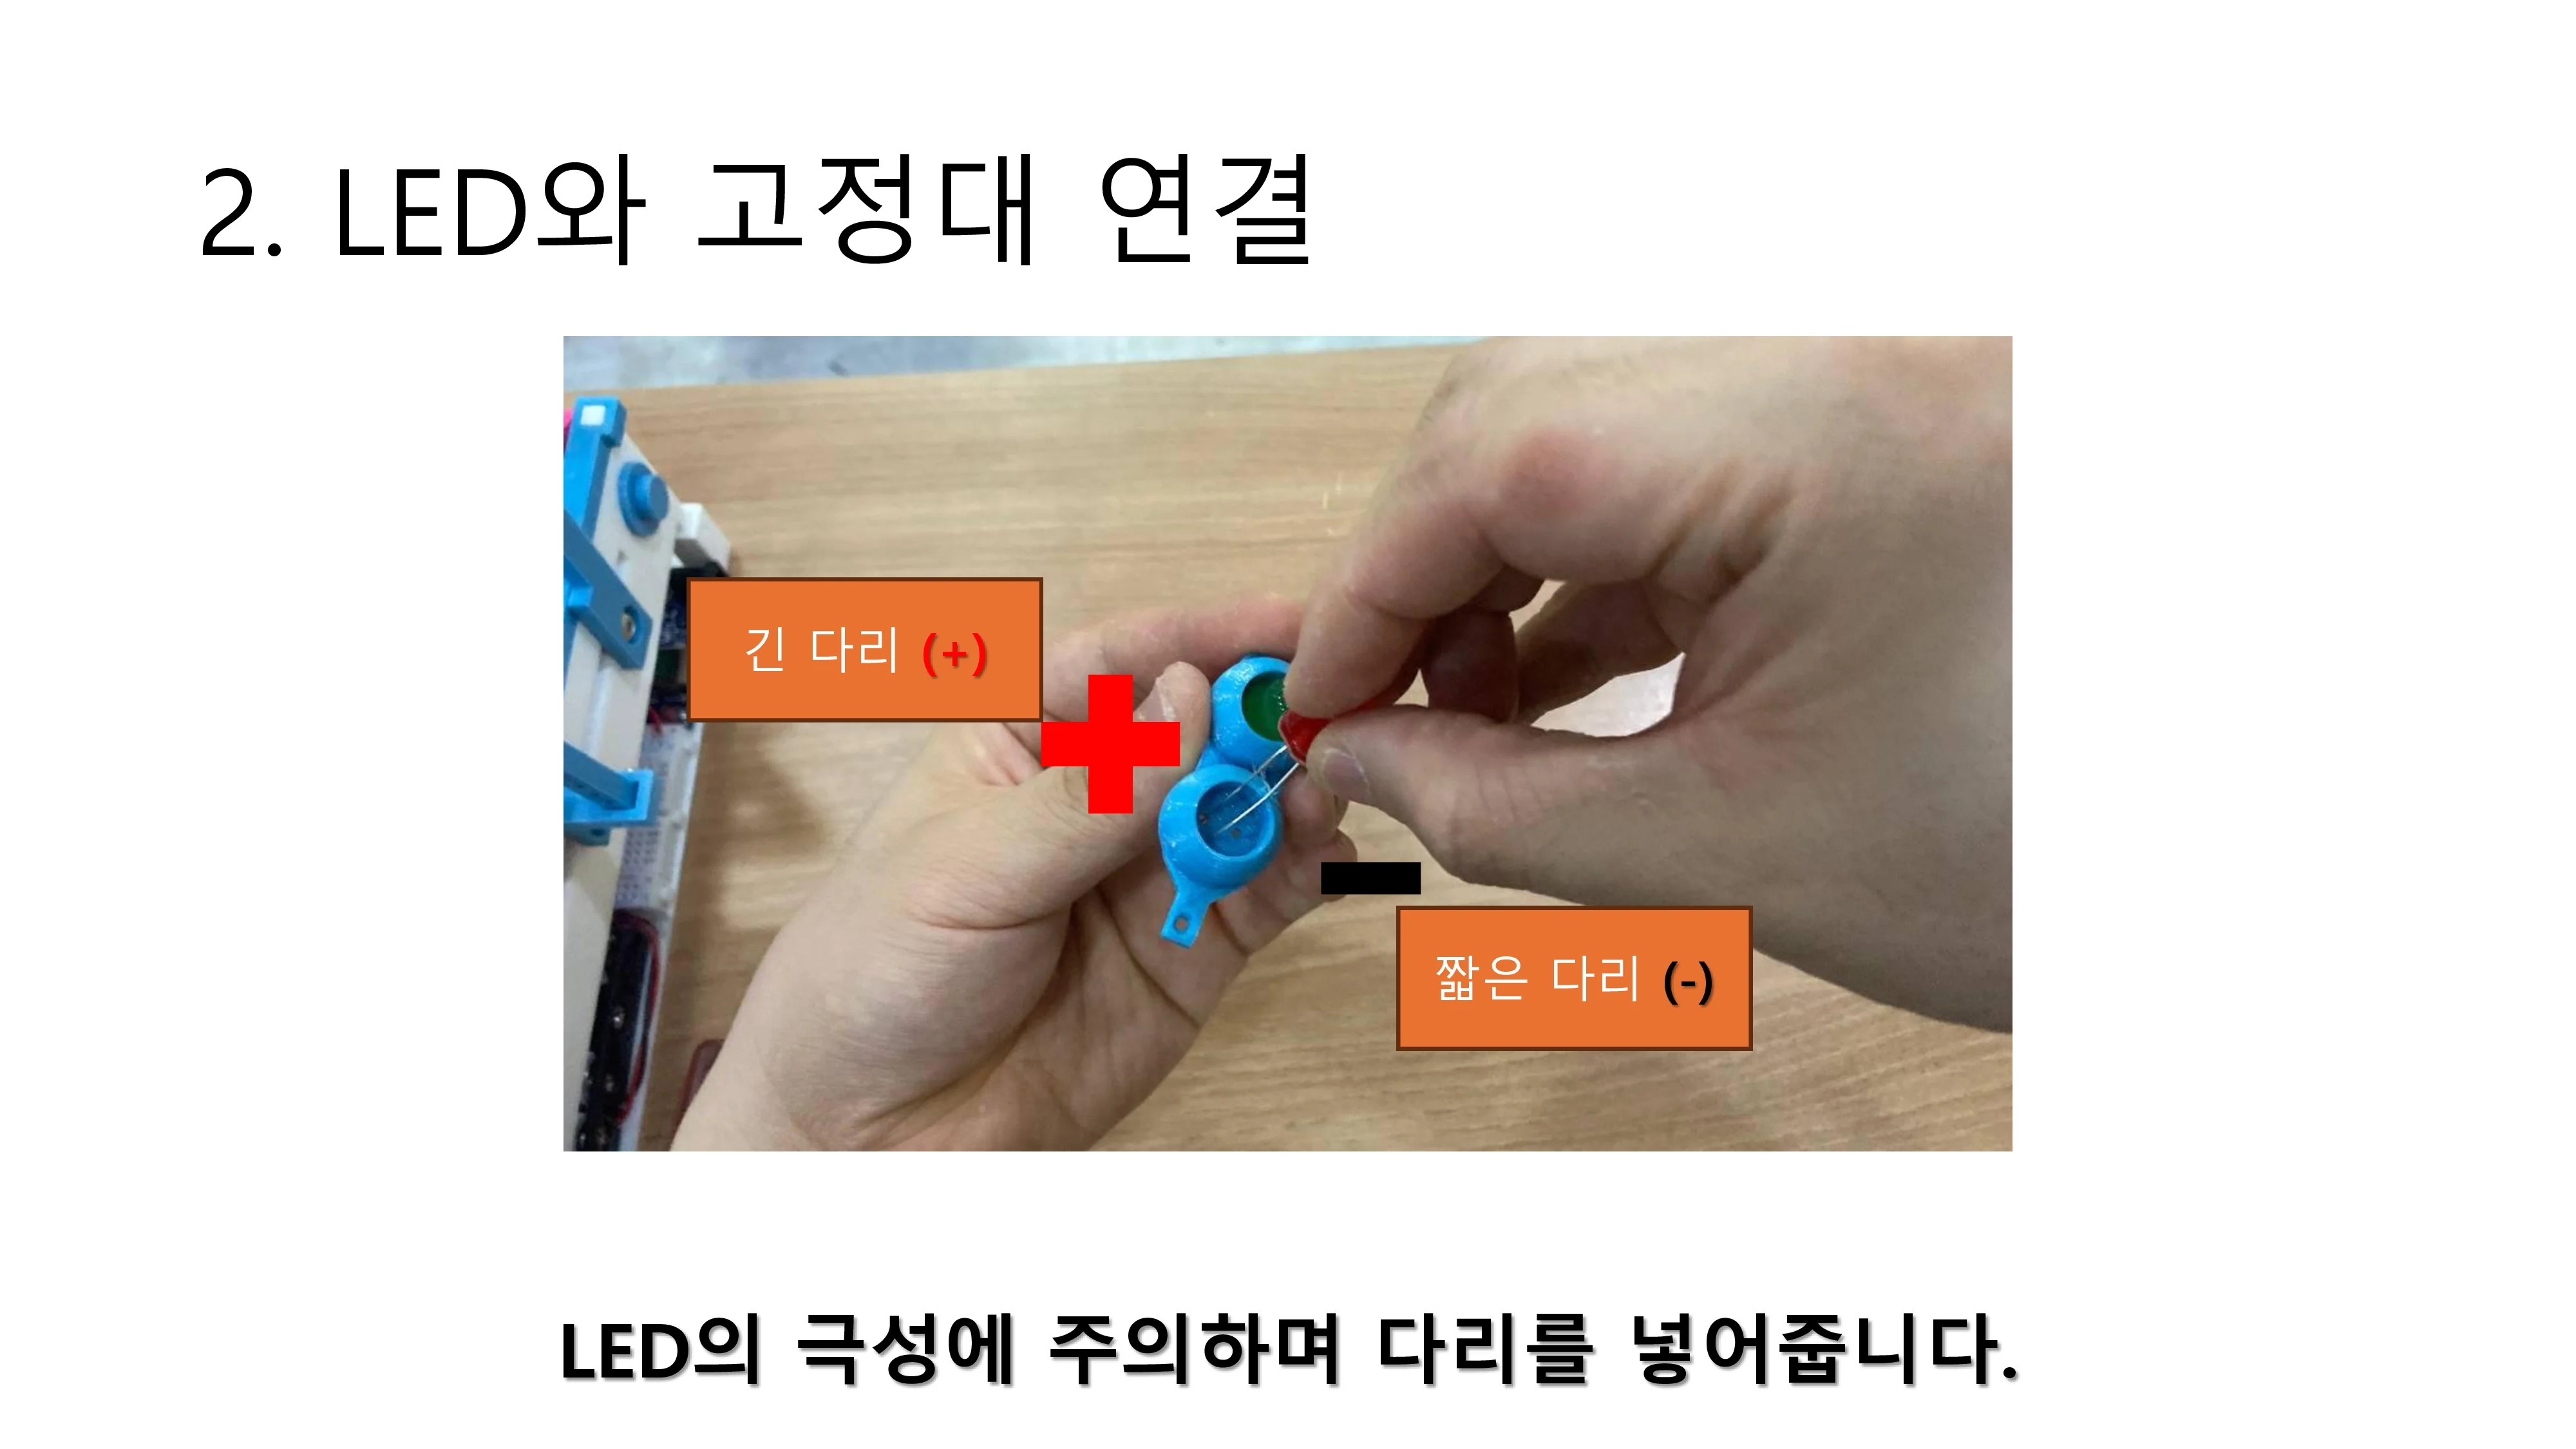 2. LED와 고정대 연결
긴 다리 (+)
짧은 다리 (-)
LED의 극성에 주의하며 다리를 넣어줍니다.